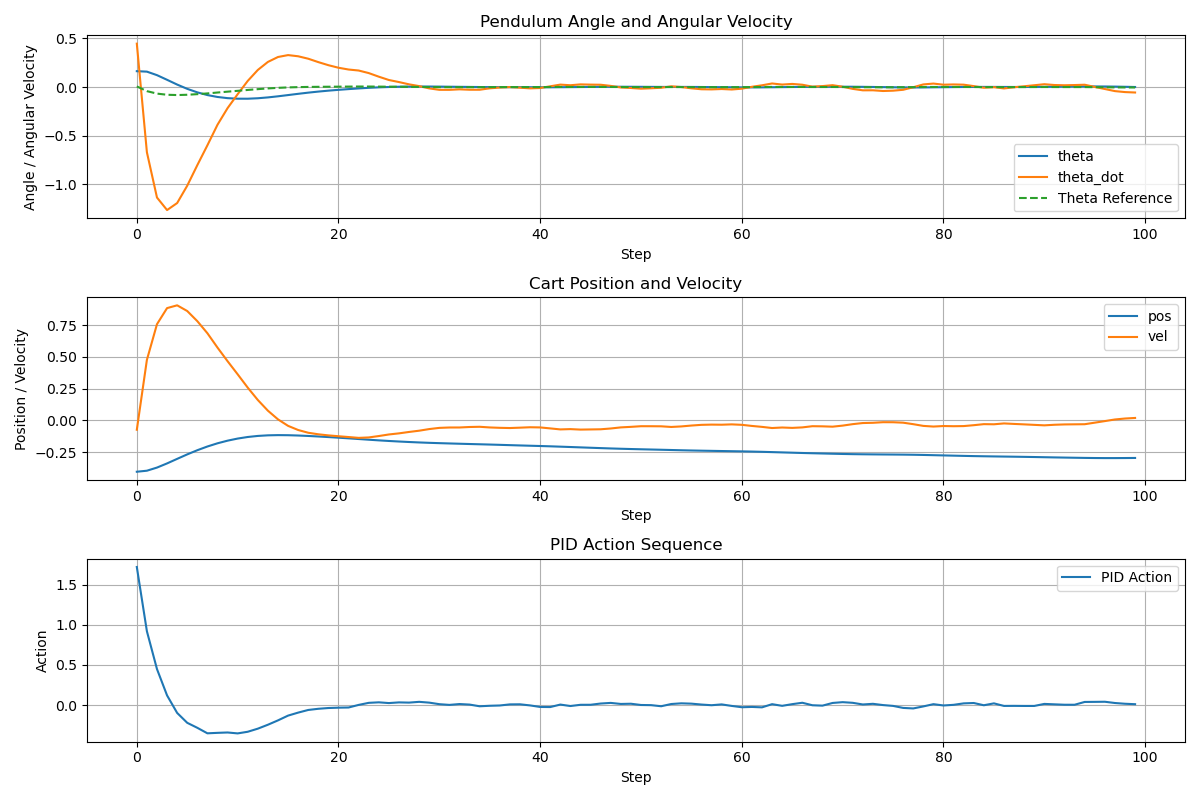 Pendulum Angle and Angular Velocity
Angle / Angular Velocity
0.5
0.0
−0.5
−1.0
theta
theta_dot
Theta Reference
0 20 40 60 80 100
Step
Cart Position and Velocity
Position / Velocity
0.75
0.50
0.25
0.00
−0.25
pos
vel
0 20 40 60 80 100
Step
PID Action Sequence
Action
1.5
1.0
0.5
0.0
PID Action
0 20 40 60 80 100
Step